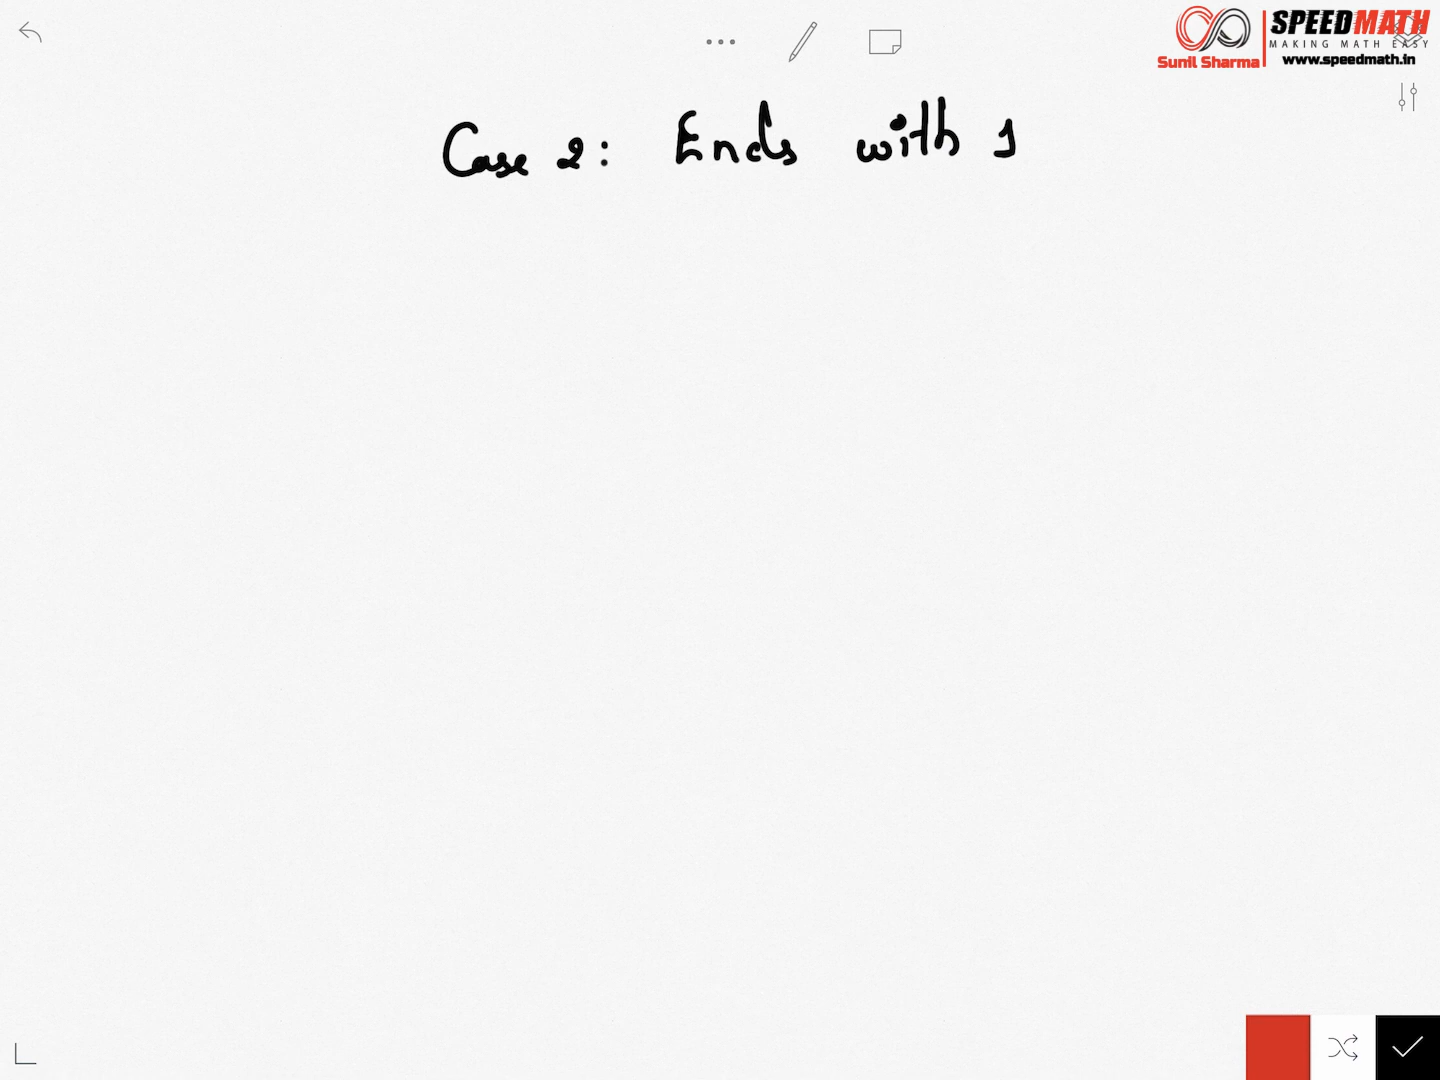 SPEEDMATH
MAKING MATH EASY
Sunil Sharma
www.speedmath.in
Case 2: Ends with 1